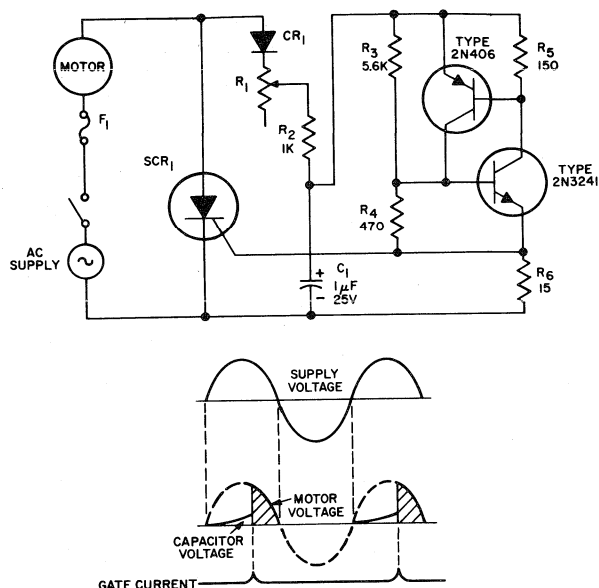 MOTOR
F1
AC
SUPPLY
SCR1
CR1
R1
R2
1K
C1
1μF
25V
+
−
R3
5.6K
R4
470
TYPE
2N406
R5
150
TYPE
2N3241
R6
15
SUPPLY
VOLTAGE
MOTOR
VOLTAGE
CAPACITOR
VOLTAGE
GATE CURRENT